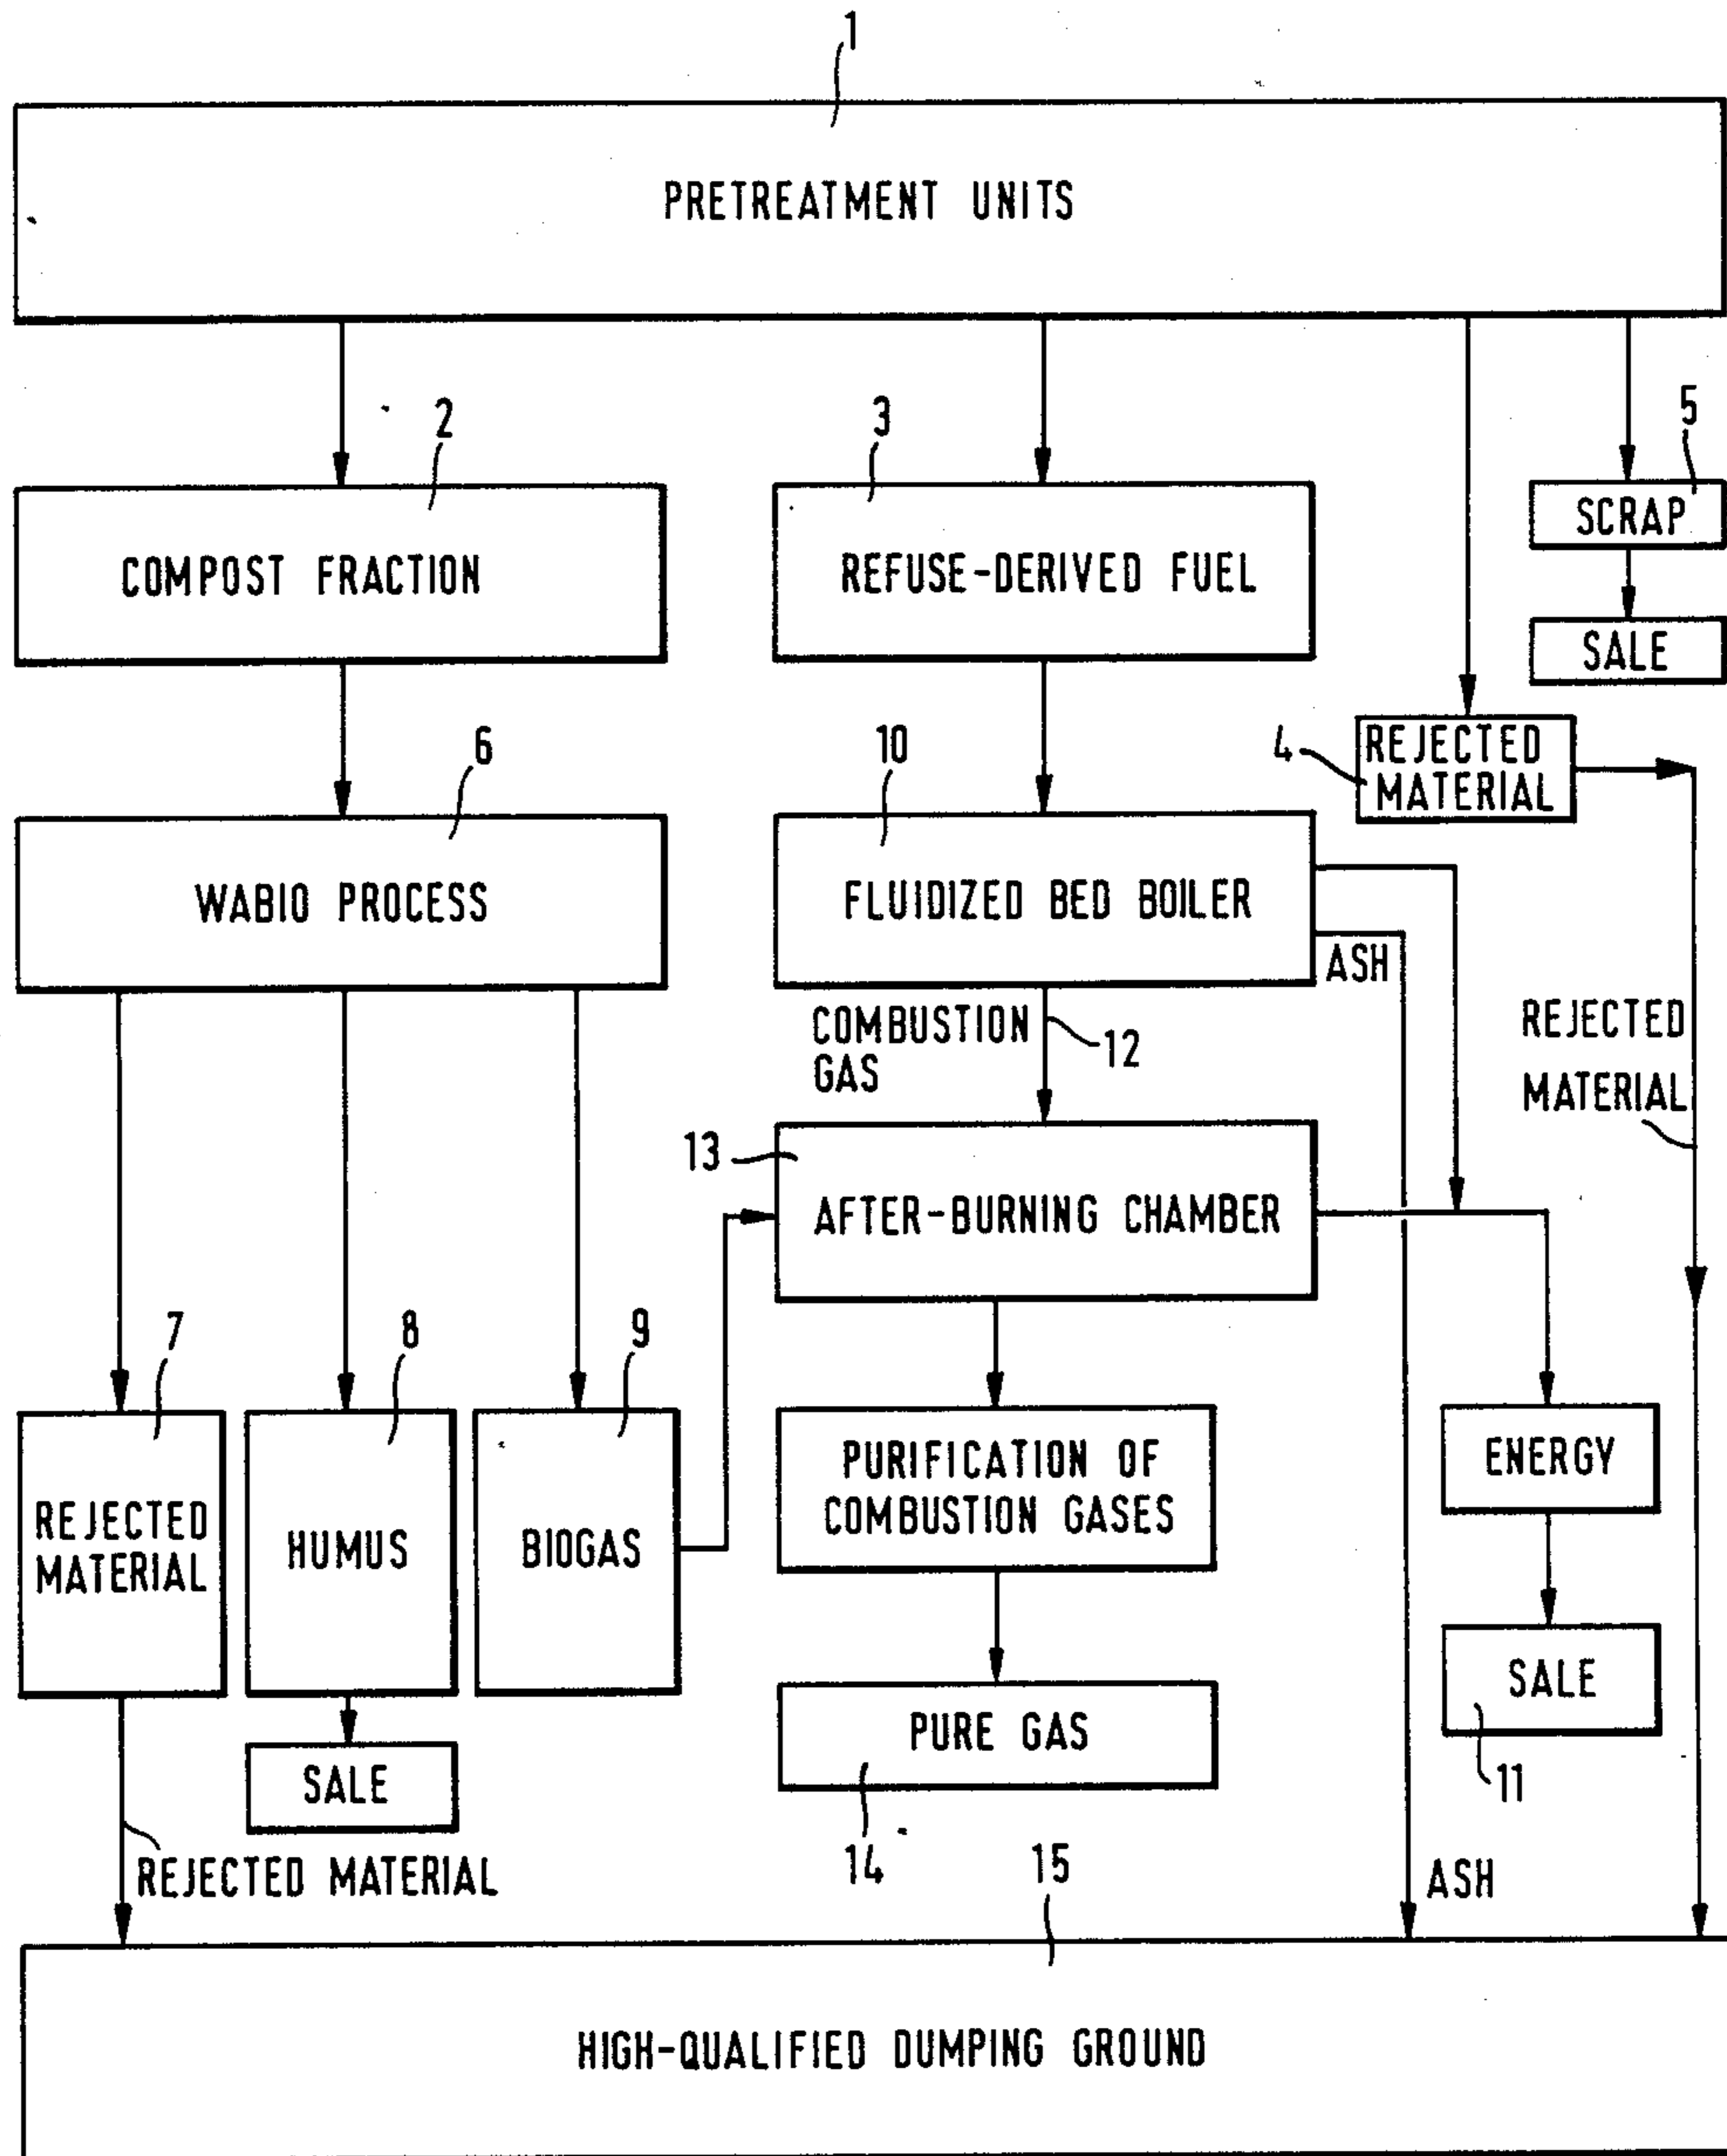 1
PRETREATMENT UNITS
2
3
5
COMPOST FRACTION
REFUSE-DERIVED FUEL
SCRAP
SALE
6
10
4
REJECTED
MATERIAL
WABIO PROCESS
FLUIDIZED BED BOILER
ASH
COMBUSTION
GAS
12
REJECTED
MATERIAL
13
AFTER-BURNING CHAMBER
7
8
9
REJECTED
MATERIAL
HUMUS
BIOGAS
PURIFICATION OF
COMBUSTION GASES
ENERGY
SALE
PURE GAS
SALE
11
14
REJECTED MATERIAL
15
ASH
HIGH-QUALIFIED DUMPING GROUND